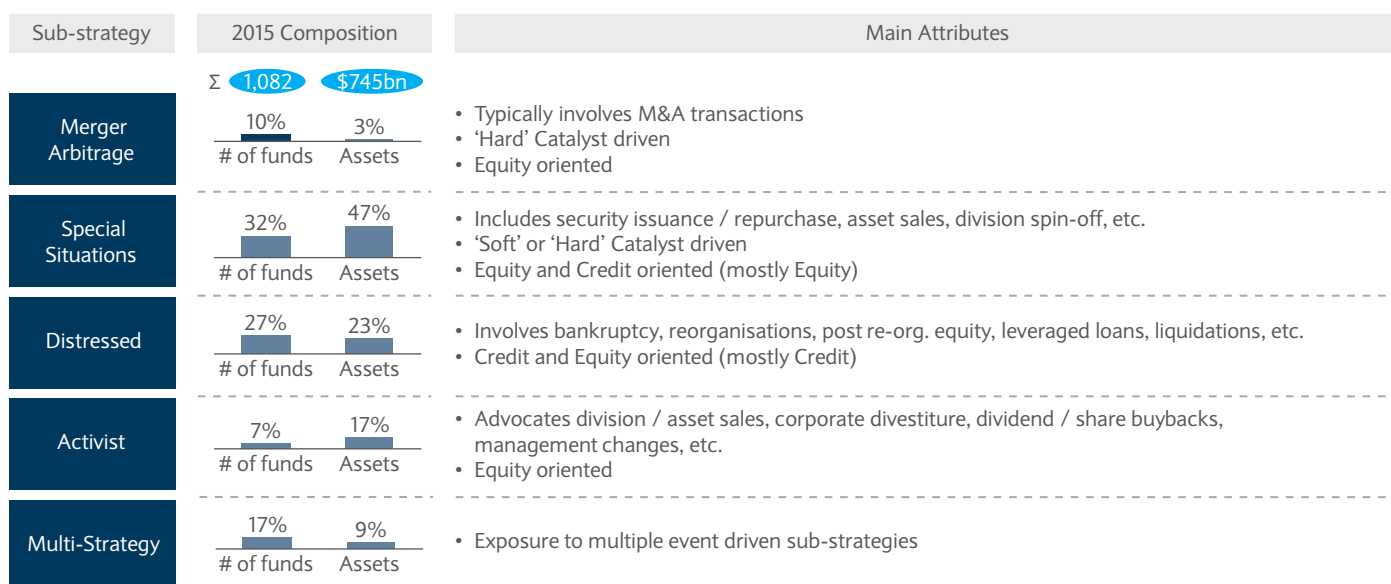 Sub-strategy
2015 Composition
Main Attributes
Σ 1,082 $745bn
Merger
Arbitrage
10% 3%
# of funds Assets
• Typically involves M&A transactions
• ‘Hard’ Catalyst driven
• Equity oriented
Special
Situations
32% 47%
# of funds Assets
• Includes security issuance / repurchase, asset sales, division spin-off, etc.
• ‘Soft’ or ‘Hard’ Catalyst driven
• Equity and Credit oriented (mostly Equity)
Distressed
27% 23%
# of funds Assets
• Involves bankruptcy, reorganisations, post re-org. equity, leveraged loans, liquidations, etc.
• Credit and Equity oriented (mostly Credit)
Activist
7% 17%
# of funds Assets
• Advocates division / asset sales, corporate divestiture, dividend / share buybacks,
management changes, etc.
• Equity oriented
Multi-Strategy
17% 9%
# of funds Assets
• Exposure to multiple event driven sub-strategies